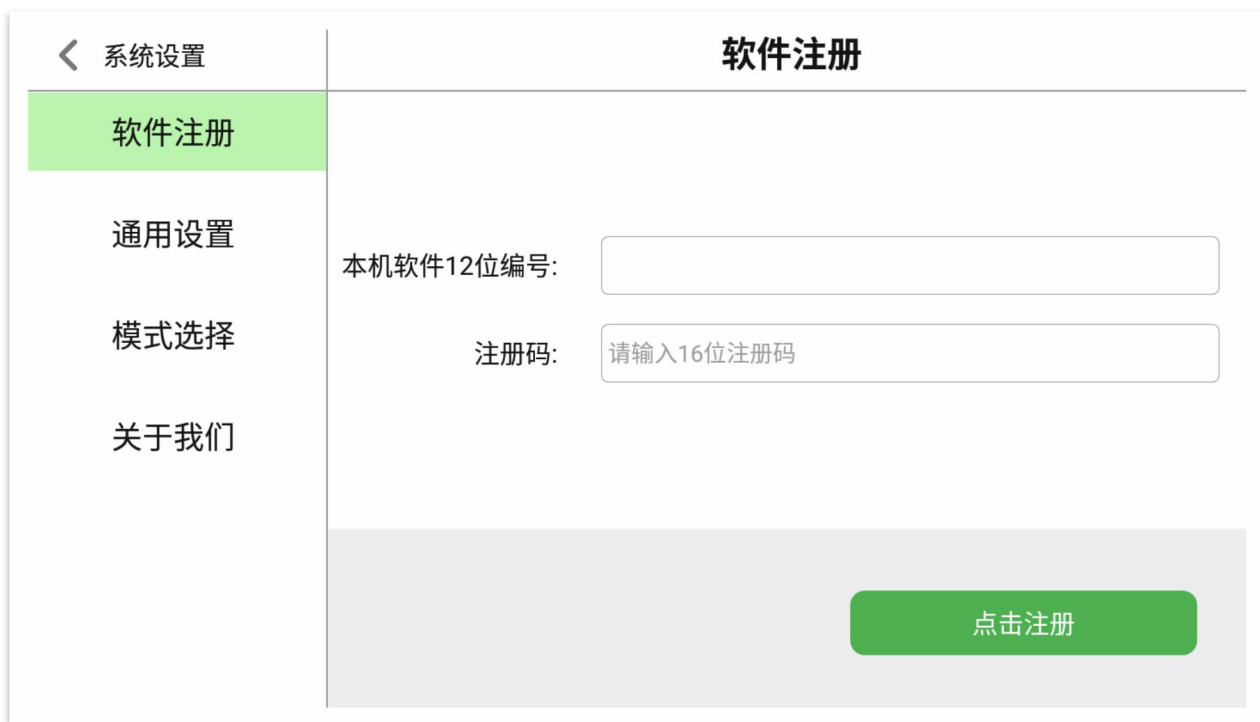 系统设置
软件注册
软件注册
通用设置
模式选择
关于我们
本机软件12位编号:
注册码:
请输入16位注册码
点击注册